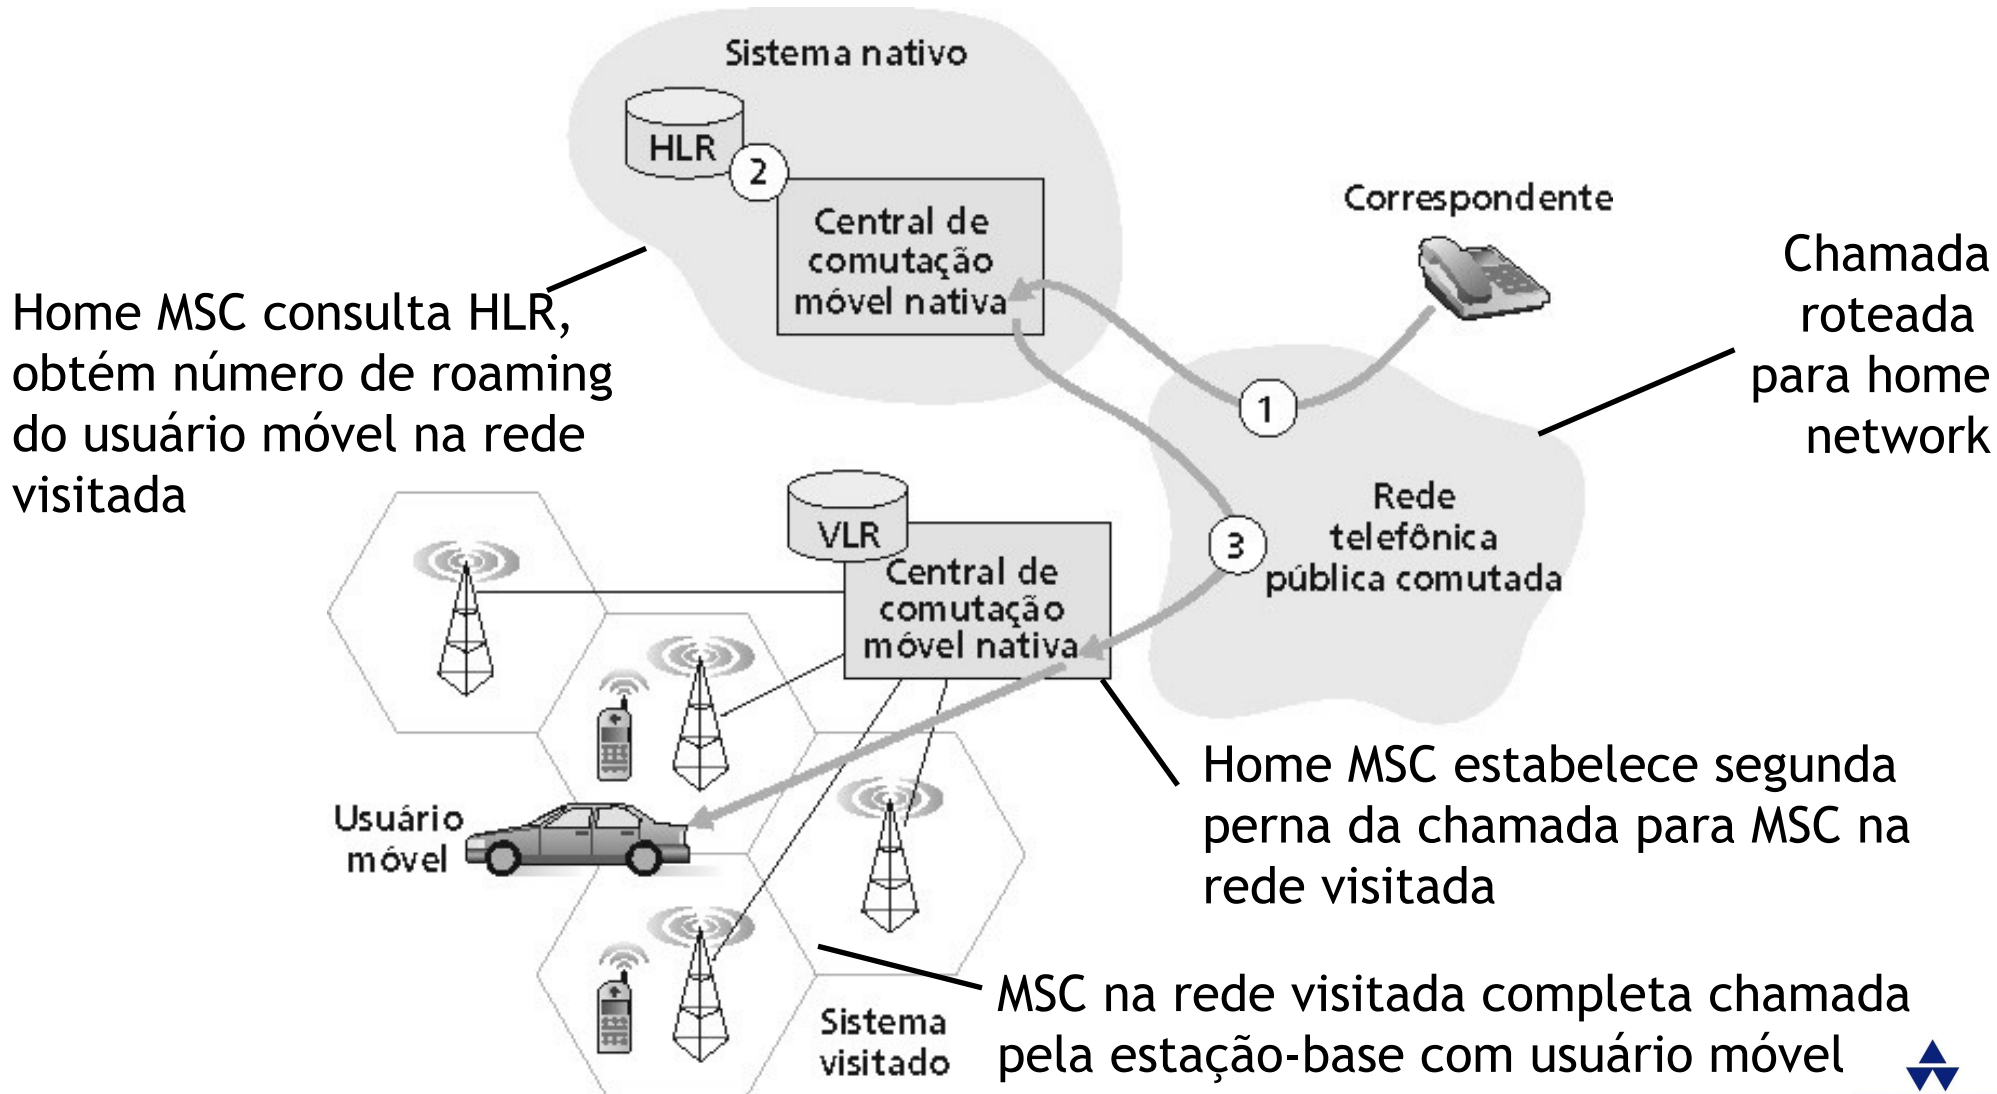 Sistema nativo
HLR
2
Central de
comutação
móvel nativa
Correspondente
Chamada
roteada
para home
network
Home MSC consulta HLR,
obtém número de roaming
do usuário móvel na rede
visitada
1
Rede
telefônica
pública comutada
3
VLR
Central de
comutação
móvel nativa
Home MSC estabelece segunda
perna da chamada para MSC na
rede visitada
Usuário
móvel
MSC na rede visitada completa chamada
pela estação-base com usuário móvel
Sistema
visitado